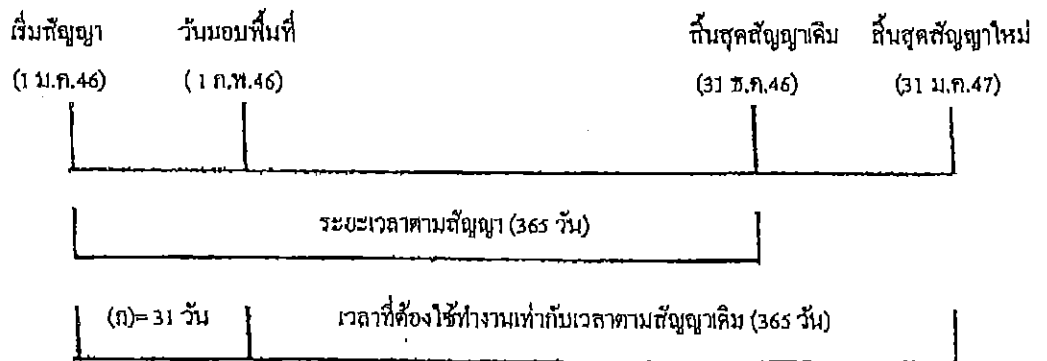 เริ่มสัญญา วันมอบพื้นที่ สิ้นสุดสัญญาเดิม สิ้นสุดสัญญาใหม่
(1 ม.ค.46) (1 ก.พ.46) (31 ธ.ค.46) (31 ม.ค.47)
ระยะเวลาตามสัญญา (365 วัน)
(ก)= 31 วัน เวลาที่ต้องใช้ทำงานเท่ากับเวลาตามสัญญาเดิม (365 วัน)